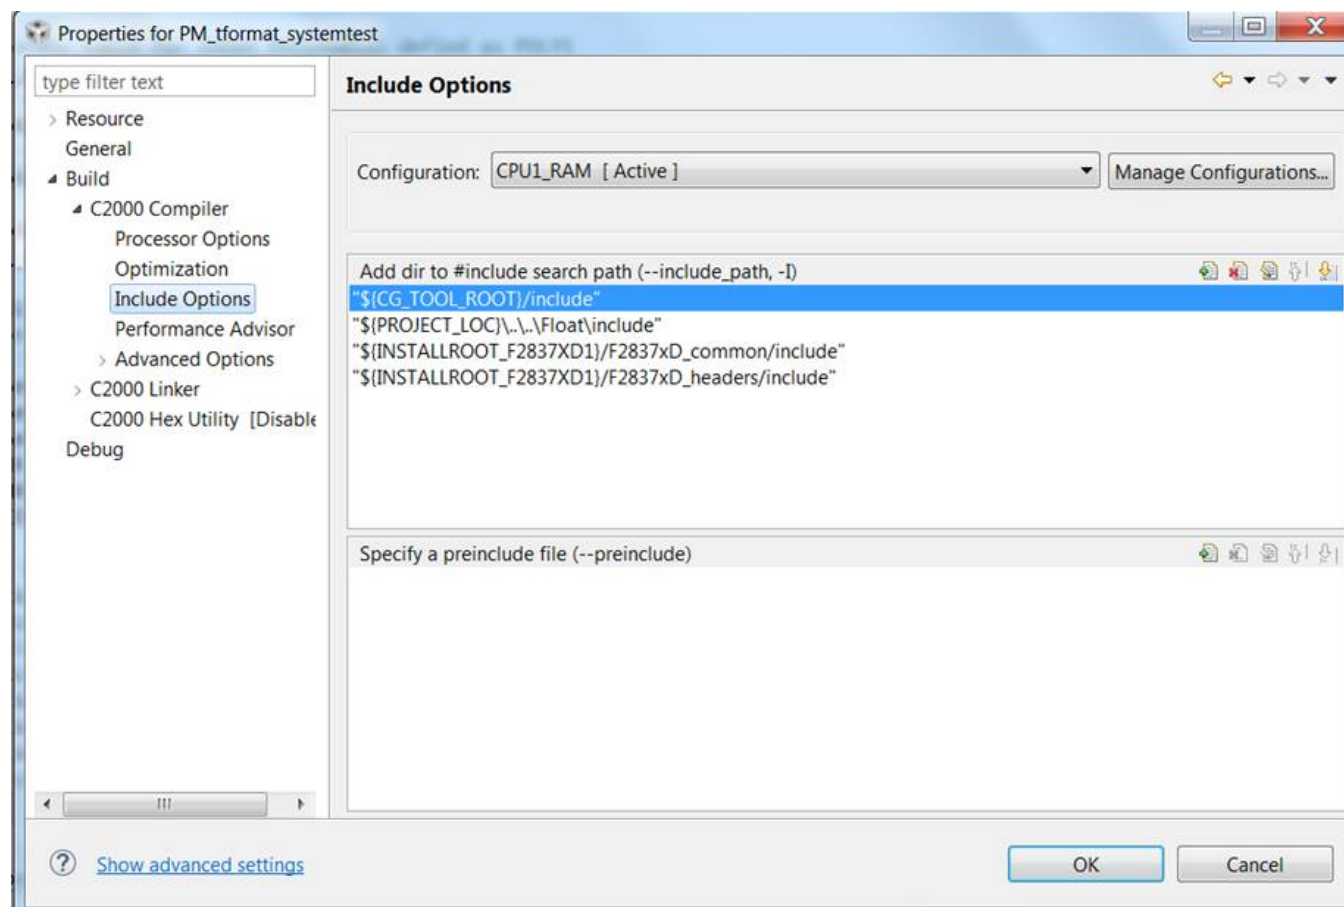 Properties for PM_tformat_systemtest
type filter text
Resource
General
Build
C2000 Compiler
Processor Options
Optimization
Include Options
Performance Advisor
Advanced Options
C2000 Linker
C2000 Hex Utility [Disable
Debug
Include Options
Configuration: CPU1_RAM [ Active ]
Manage Configurations...
Add dir to #include search path (--include_path, -I)
"${CG_TOOL_ROOT}/include"
"${PROJECT_LOC}\..\..\Float\include"
"${INSTALLROOT_F2837XD1}/F2837xD_common/include"
"${INSTALLROOT_F2837XD1}/F2837xD_headers/include"
Specify a preinclude file (--preinclude)
Show advanced settings
OK
Cancel